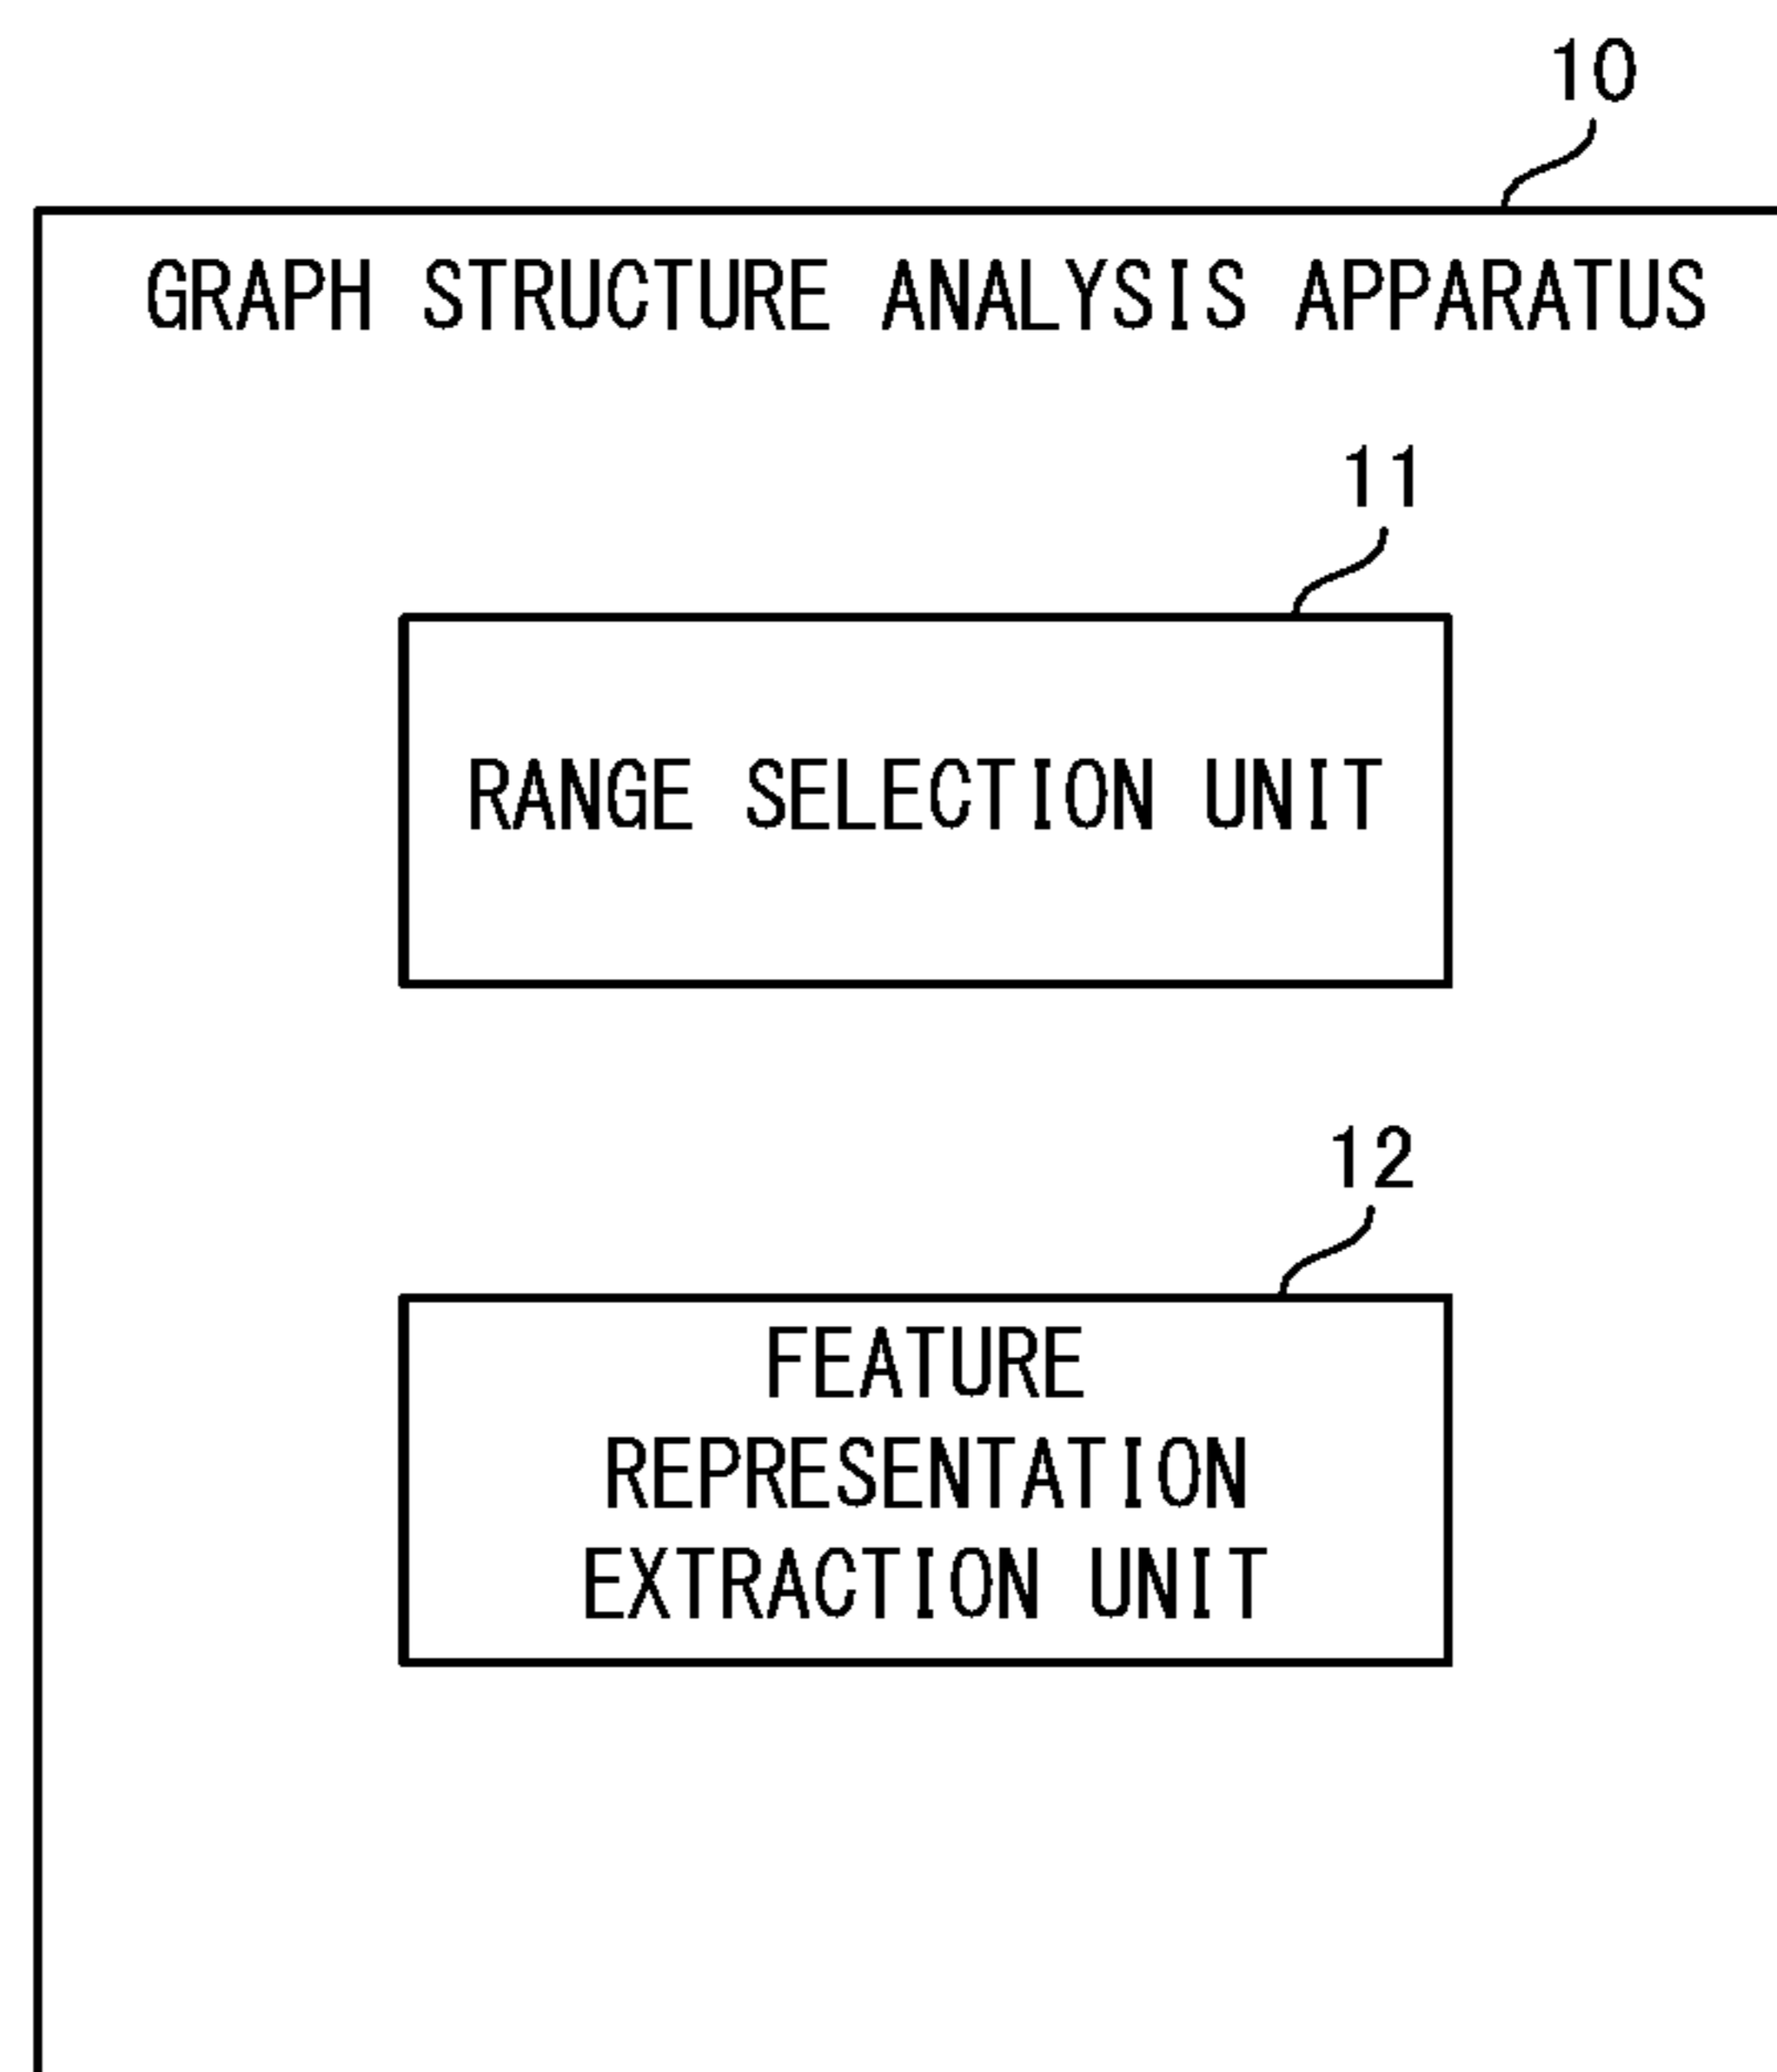 10
GRAPH STRUCTURE ANALYSIS APPARATUS
11
RANGE SELECTION UNIT
12
FEATURE
REPRESENTATION
EXTRACTION UNIT